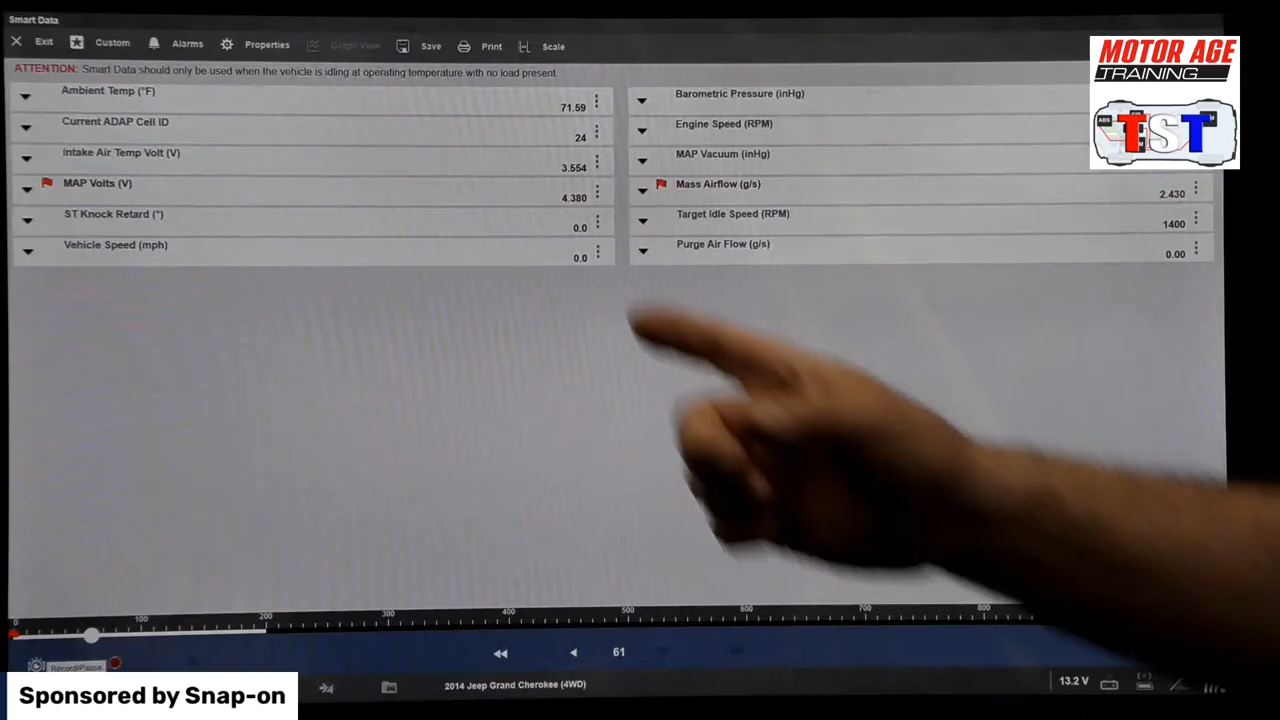 Smart Data
Exit Custom Alarms Properties Graph View Save Print Scale
ATTENTION: Smart Data should only be used when the vehicle is idling at operating temperature with no load present.
Ambient Temp (°F) 71.59
Current ADAP Cell ID 24
Intake Air Temp Volt (V) 3.554
MAP Volts (V) 4.380
ST Knock Retard (°) 0.0
Vehicle Speed (mph) 0.0
Barometric Pressure (inHg)
Engine Speed (RPM)
MAP Vacuum (inHg)
Mass Airflow (g/s) 2.430
Target Idle Speed (RPM) 1400
Purge Air Flow (g/s) 0.00
MOTOR AGE
TRAINING
ABS
TST
0 100 200 300 400 500 600 700 800
61
Record/Pause
2014 Jeep Grand Cherokee (4WD)
13.2 V
Sponsored by Snap-on